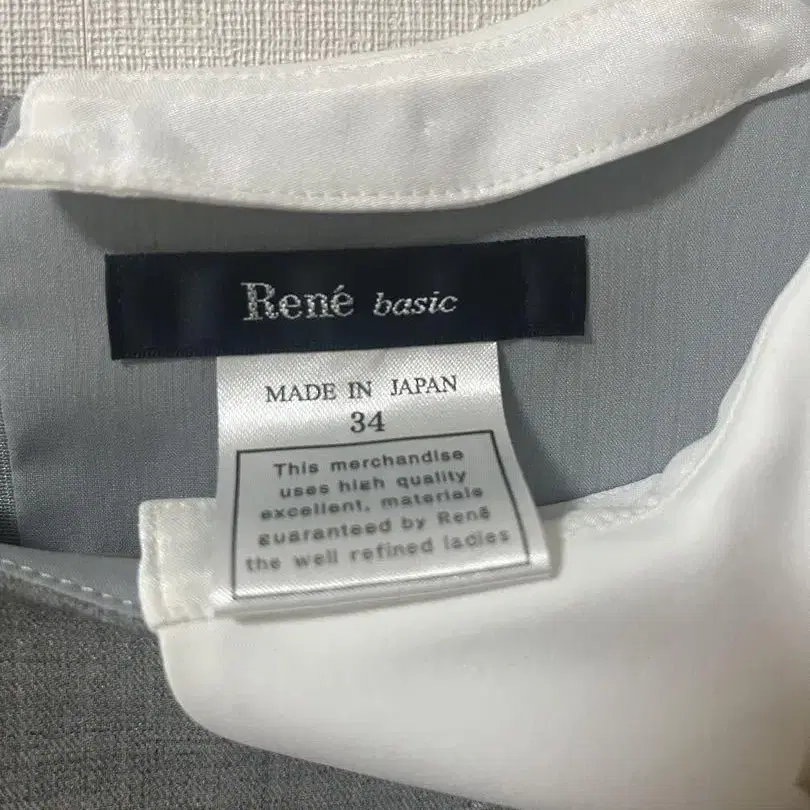 René basic
MADE IN JAPAN
34
This merchandise
uses high quality
excellent, materials
guaranteed by René
the well refined ladies